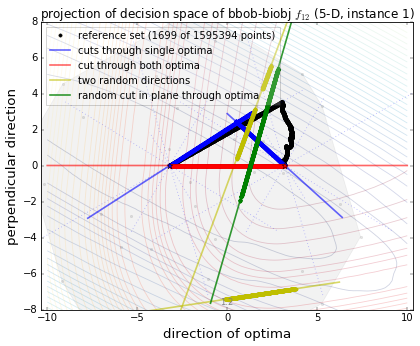 projection of decision space of bbob-biobj f₁₂ (5-D, instance 1)
reference set (1699 of 1595394 points)
cuts through single optima
cut through both optima
two random directions
random cut in plane through optima
8
6
4
2
0
−2
−4
−6
−8
perpendicular direction
−10
−5
0
5
10
direction of optima